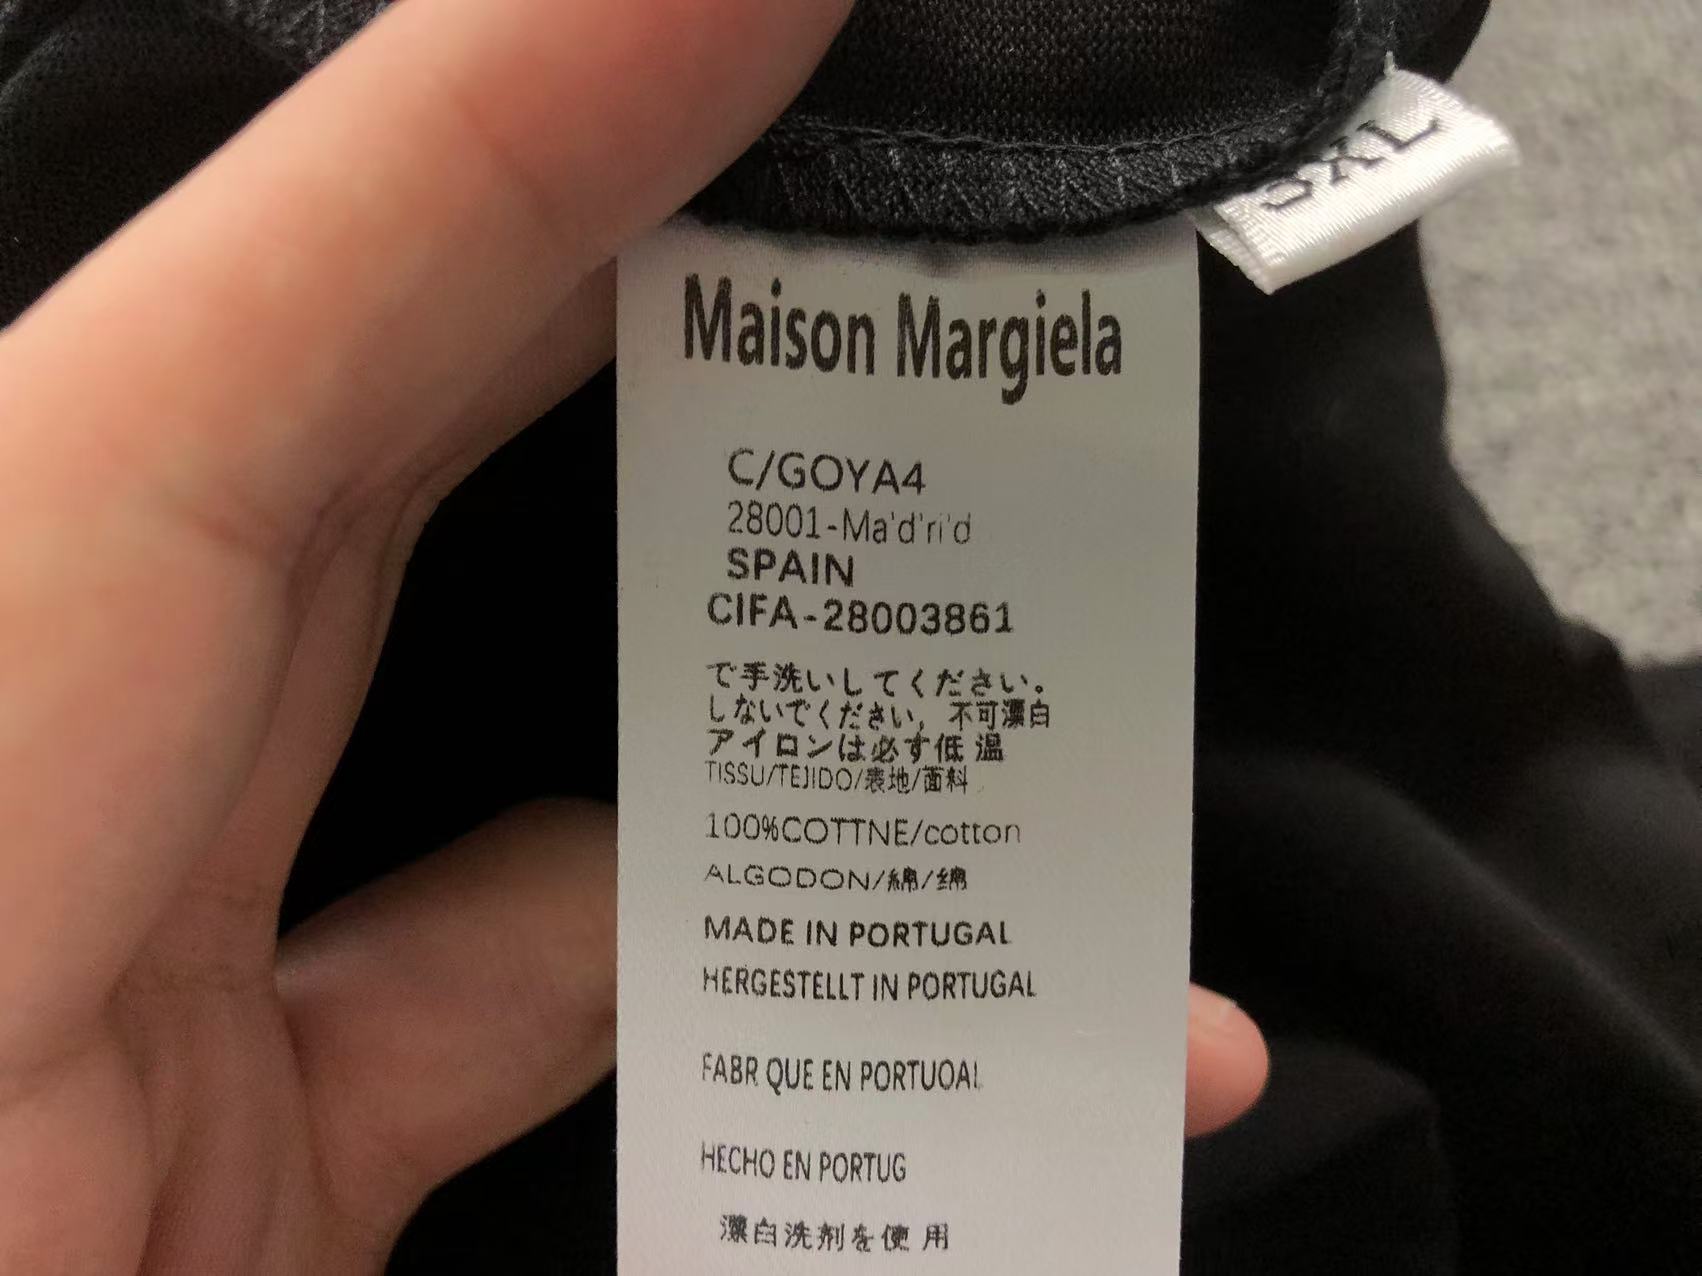 5XL
Maison Margiela
C/GOYA4
28001-Ma'd'ri'd
SPAIN
CIFA-28003861
で手洗いしてください。
しないでください, 不可漂白
アイロンは必す低 温
TISSU/TEJIDO/表地/面料
100%COTTNE/cotton
ALGODON/綿/绵
MADE IN PORTUGAL
HERGESTELLT IN PORTUGAL
FABR QUE EN PORTUOAL
HECHO EN PORTUG
漂白洗剤を使 用